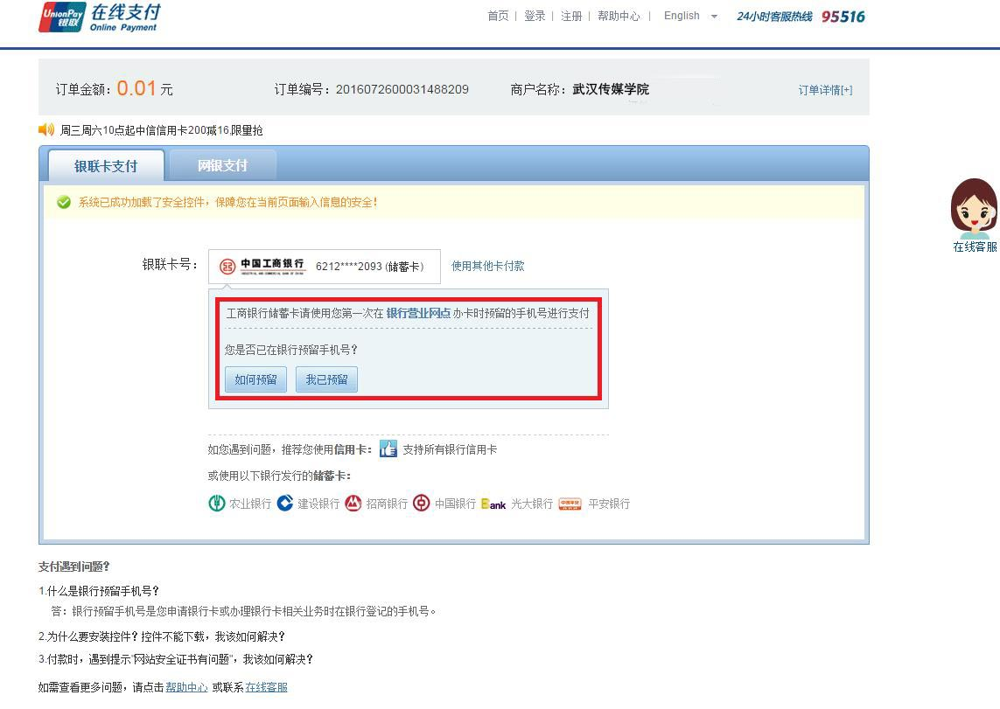 UnionPay 银联 在线支付 Online Payment
首页 | 登录 | 注册 | 帮助中心 | English 24小时客服热线 95516
订单金额：0.01 元 订单编号：2016072600031488209 商户名称：武汉传媒学院 订单详情[+]
周三周六10点起中信信用卡200减16,限量抢
银联卡支付 网银支付
系统已成功加载了安全控件，保障您在当前页面输入信息的安全！
在线客服
银联卡号： 中国工商银行 INDUSTRIAL AND COMMERCIAL BANK OF CHINA 6212****2093 (储蓄卡) 使用其他卡付款
工商银行储蓄卡请使用您第一次在 银行营业网点 办卡时预留的手机号进行支付
您是否已在银行预留手机号？
如何预留 我已预留
如您遇到问题，推荐您使用信用卡： 支持所有银行信用卡
或使用以下银行发行的储蓄卡：
农业银行 建设银行 招商银行 中国银行 Bank 光大银行 中国平安 平安银行
支付遇到问题？
1.什么是银行预留手机号？
答：银行预留手机号是您申请银行卡或办理银行卡相关业务时在银行登记的手机号。
2.为什么要安装控件？控件不能下载，我该如何解决？
3.付款时，遇到提示"网站安全证书有问题"，我该如何解决？
如需查看更多问题，请点击 帮助中心 或联系 在线客服